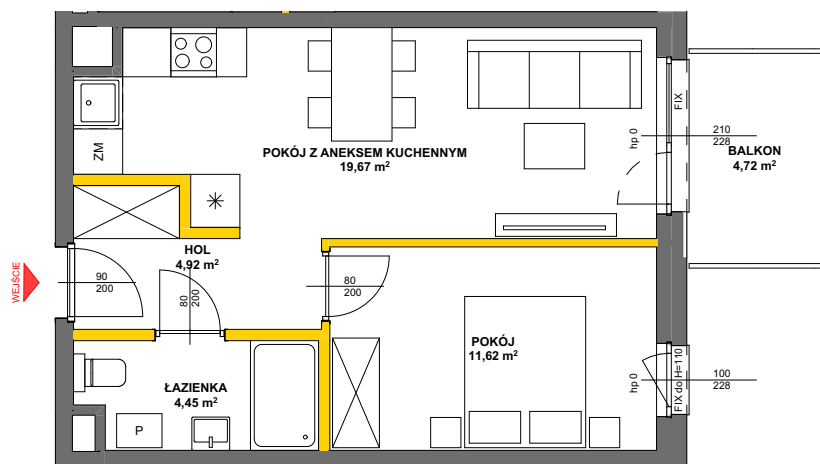 FIX
hp 0
210
228
BALKON
4,72 m²
ZM
POKÓJ Z ANEKSEM KUCHENNYM
19,67 m²
HOL
4,92 m²
WEJŚCIE
90
200
80
200
80
200
POKÓJ
11,62 m²
hp 0
FIX do H=110
100
228
ŁAZIENKA
4,45 m²
P